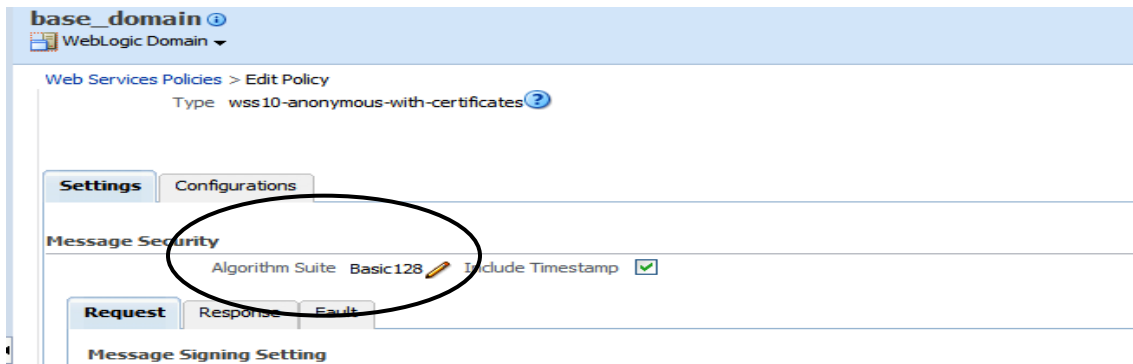 base_domain
WebLogic Domain
Web Services Policies > Edit Policy
Type wss10-anonymous-with-certificates
Settings Configurations
Message Security
Algorithm Suite Basic128 Include Timestamp
Request Response Fault
Message Signing Setting